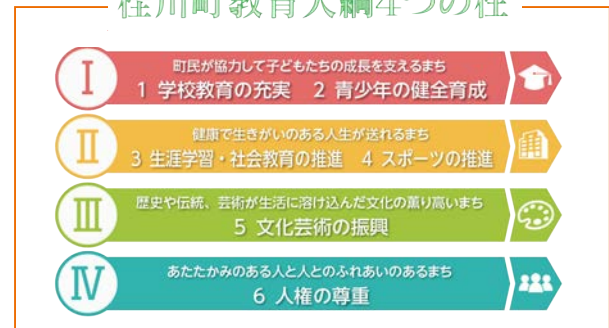 桂川町教育大綱4つの柱
Ⅰ
町民が協力して子どもたちの成長を支えるまち
1 学校教育の充実 2 青少年の健全育成
Ⅱ
健康で生きがいのある人生が送れるまち
3 生涯学習・社会教育の推進 4 スポーツの推進
Ⅲ
歴史や伝統、芸術が生活に溶け込んだ文化の薫り高いまち
5 文化芸術の振興
Ⅳ
あたたかみのある人と人とのふれあいのあるまち
6 人権の尊重